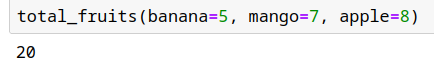 total_fruits(banana=5, mango=7, apple=8)
20